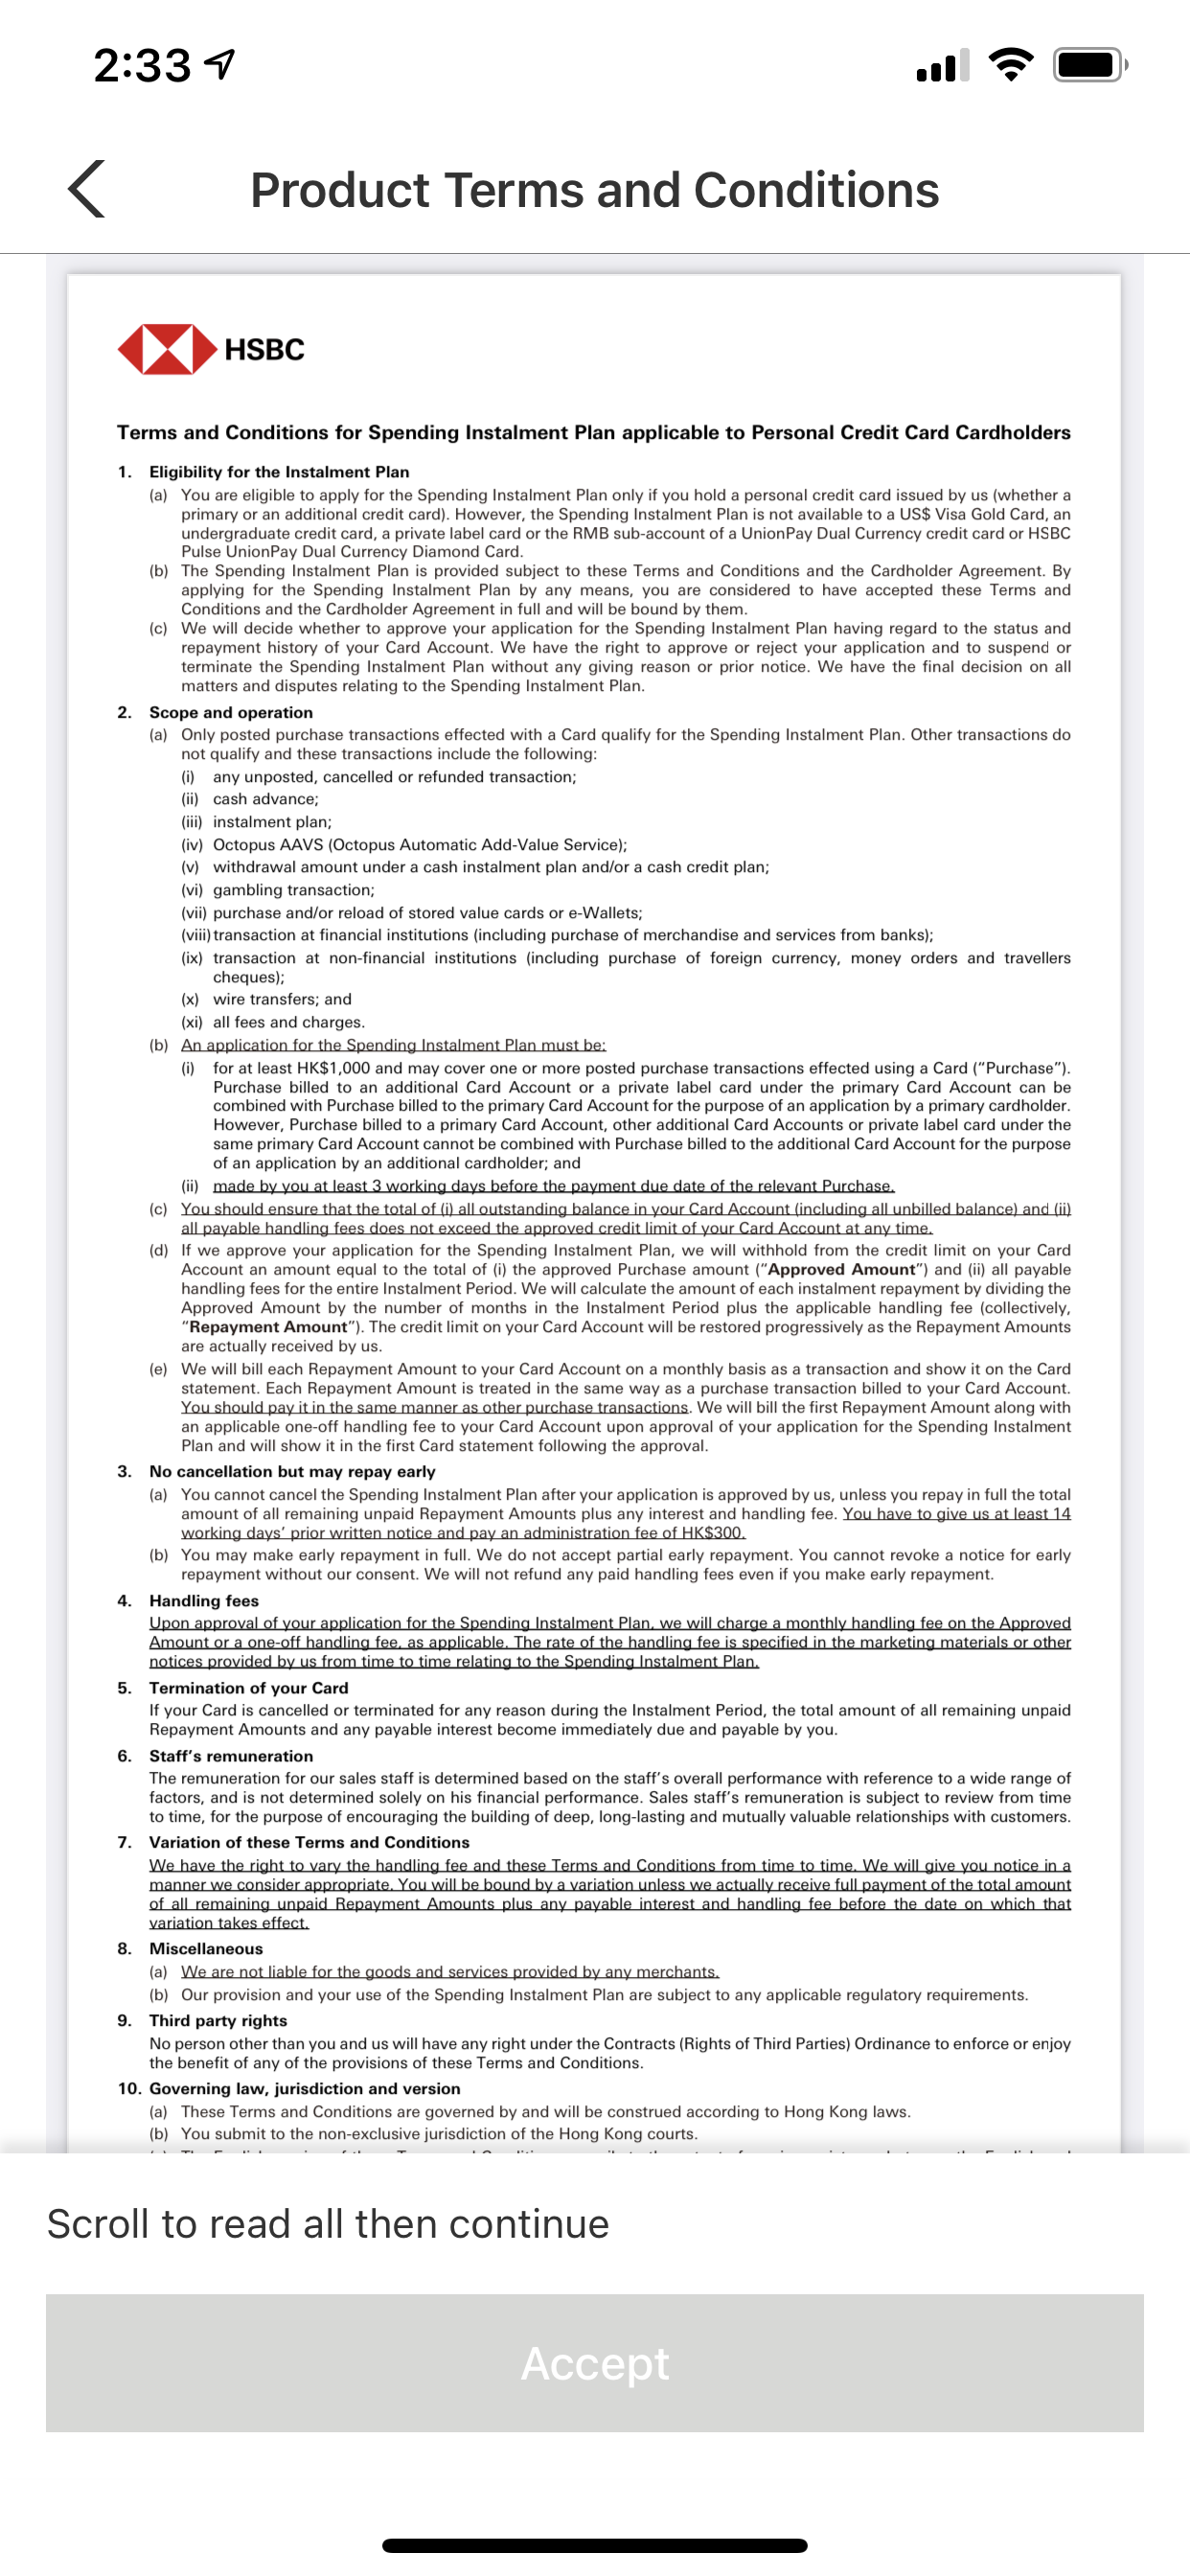 2:33
Product Terms and Conditions
HSBC
Terms and Conditions for Spending Instalment Plan applicable to Personal Credit Card Cardholders
1. Eligibility for the Instalment Plan
(a) You are eligible to apply for the Spending Instalment Plan only if you hold a personal credit card issued by us (whether a
primary or an additional credit card). However, the Spending Instalment Plan is not available to a US$ Visa Gold Card, an
undergraduate credit card, a private label card or the RMB sub-account of a UnionPay Dual Currency credit card or HSBC
Pulse UnionPay Dual Currency Diamond Card.
(b) The Spending Instalment Plan is provided subject to these Terms and Conditions and the Cardholder Agreement. By
applying for the Spending Instalment Plan by any means, you are considered to have accepted these Terms and
Conditions and the Cardholder Agreement in full and will be bound by them.
(c) We will decide whether to approve your application for the Spending Instalment Plan having regard to the status and
repayment history of your Card Account. We have the right to approve or reject your application and to suspend or
terminate the Spending Instalment Plan without any giving reason or prior notice. We have the final decision on all
matters and disputes relating to the Spending Instalment Plan.
2. Scope and operation
(a) Only posted purchase transactions effected with a Card qualify for the Spending Instalment Plan. Other transactions do
not qualify and these transactions include the following:
(i) any unposted, cancelled or refunded transaction;
(ii) cash advance;
(iii) instalment plan;
(iv) Octopus AAVS (Octopus Automatic Add-Value Service);
(v) withdrawal amount under a cash instalment plan and/or a cash credit plan;
(vi) gambling transaction;
(vii) purchase and/or reload of stored value cards or e-Wallets;
(viii) transaction at financial institutions (including purchase of merchandise and services from banks);
(ix) transaction at non-financial institutions (including purchase of foreign currency, money orders and travellers
cheques);
(x) wire transfers; and
(xi) all fees and charges.
(b) An application for the Spending Instalment Plan must be:
(i) for at least HK$1,000 and may cover one or more posted purchase transactions effected using a Card (“Purchase”).
Purchase billed to an additional Card Account or a private label card under the primary Card Account can be
combined with Purchase billed to the primary Card Account for the purpose of an application by a primary cardholder.
However, Purchase billed to a primary Card Account, other additional Card Accounts or private label card under the
same primary Card Account cannot be combined with Purchase billed to the additional Card Account for the purpose
of an application by an additional cardholder; and
(ii) made by you at least 3 working days before the payment due date of the relevant Purchase.
(c) You should ensure that the total of (i) all outstanding balance in your Card Account (including all unbilled balance) and (ii)
all payable handling fees does not exceed the approved credit limit of your Card Account at any time.
(d) If we approve your application for the Spending Instalment Plan, we will withhold from the credit limit on your Card
Account an amount equal to the total of (i) the approved Purchase amount (“Approved Amount”) and (ii) all payable
handling fees for the entire Instalment Period. We will calculate the amount of each instalment repayment by dividing the
Approved Amount by the number of months in the Instalment Period plus the applicable handling fee (collectively,
“Repayment Amount”). The credit limit on your Card Account will be restored progressively as the Repayment Amounts
are actually received by us.
(e) We will bill each Repayment Amount to your Card Account on a monthly basis as a transaction and show it on the Card
statement. Each Repayment Amount is treated in the same way as a purchase transaction billed to your Card Account.
You should pay it in the same manner as other purchase transactions. We will bill the first Repayment Amount along with
an applicable one-off handling fee to your Card Account upon approval of your application for the Spending Instalment
Plan and will show it in the first Card statement following the approval.
3. No cancellation but may repay early
(a) You cannot cancel the Spending Instalment Plan after your application is approved by us, unless you repay in full the total
amount of all remaining unpaid Repayment Amounts plus any interest and handling fee. You have to give us at least 14
working days’ prior written notice and pay an administration fee of HK$300.
(b) You may make early repayment in full. We do not accept partial early repayment. You cannot revoke a notice for early
repayment without our consent. We will not refund any paid handling fees even if you make early repayment.
4. Handling fees
Upon approval of your application for the Spending Instalment Plan, we will charge a monthly handling fee on the Approved
Amount or a one-off handling fee, as applicable. The rate of the handling fee is specified in the marketing materials or other
notices provided by us from time to time relating to the Spending Instalment Plan.
5. Termination of your Card
If your Card is cancelled or terminated for any reason during the Instalment Period, the total amount of all remaining unpaid
Repayment Amounts and any payable interest become immediately due and payable by you.
6. Staff’s remuneration
The remuneration for our sales staff is determined based on the staff’s overall performance with reference to a wide range of
factors, and is not determined solely on his financial performance. Sales staff’s remuneration is subject to review from time
to time, for the purpose of encouraging the building of deep, long-lasting and mutually valuable relationships with customers.
7. Variation of these Terms and Conditions
We have the right to vary the handling fee and these Terms and Conditions from time to time. We will give you notice in a
manner we consider appropriate. You will be bound by a variation unless we actually receive full payment of the total amount
of all remaining unpaid Repayment Amounts plus any payable interest and handling fee before the date on which that
variation takes effect.
8. Miscellaneous
(a) We are not liable for the goods and services provided by any merchants.
(b) Our provision and your use of the Spending Instalment Plan are subject to any applicable regulatory requirements.
9. Third party rights
No person other than you and us will have any right under the Contracts (Rights of Third Parties) Ordinance to enforce or enjoy
the benefit of any of the provisions of these Terms and Conditions.
10. Governing law, jurisdiction and version
(a) These Terms and Conditions are governed by and will be construed according to Hong Kong laws.
(b) You submit to the non-exclusive jurisdiction of the Hong Kong courts.
Scroll to read all then continue
Accept